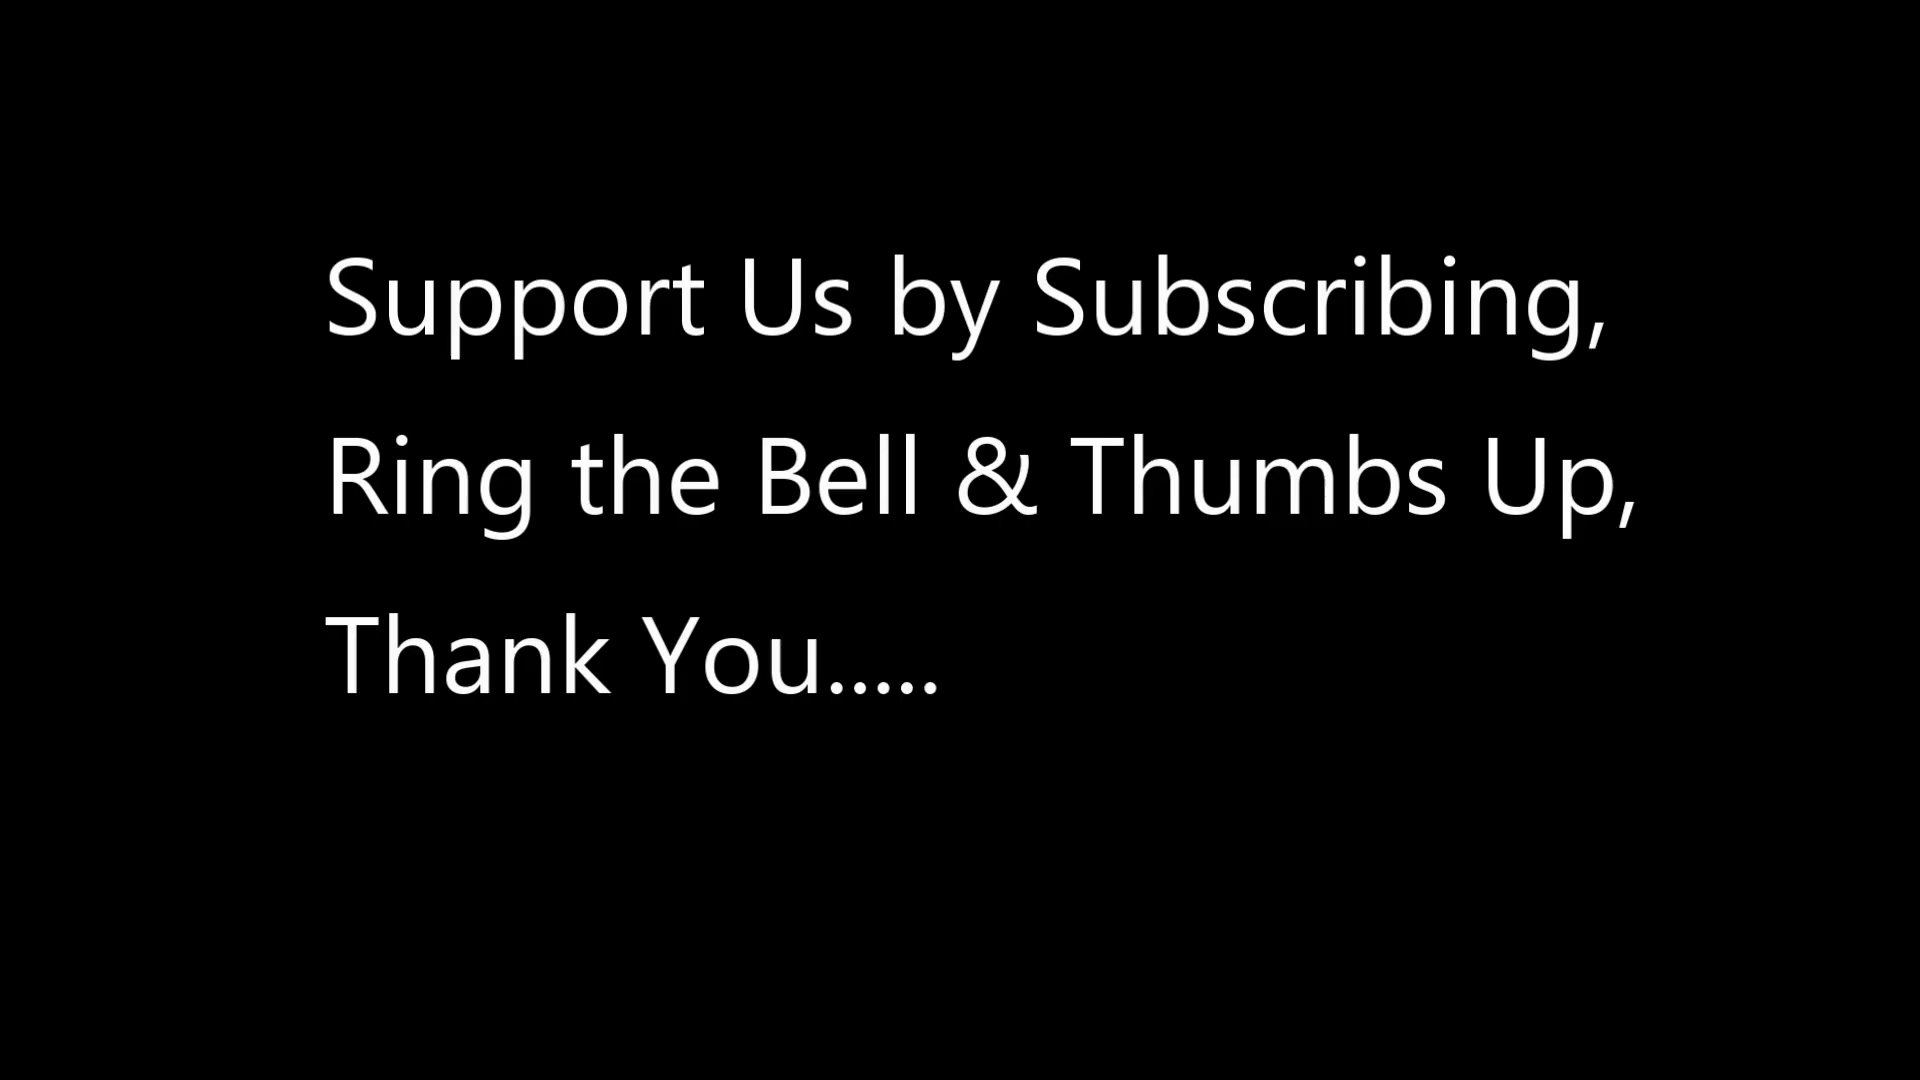 Support Us by Subscribing,
Ring the Bell & Thumbs Up,
Thank You.....